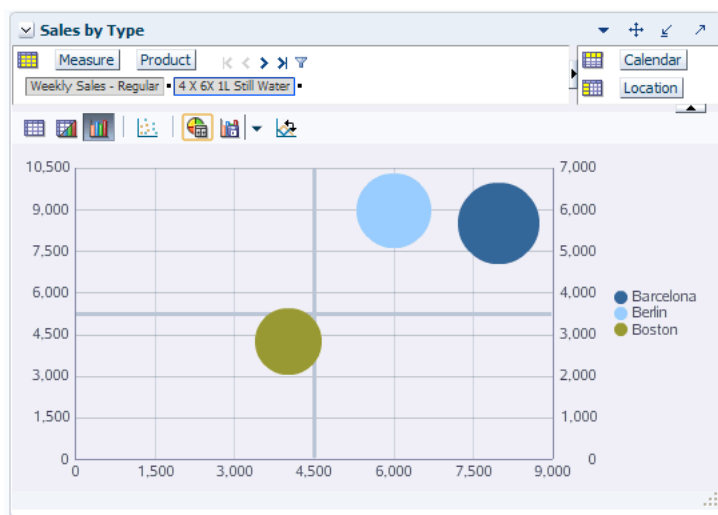 Sales by Type
Measure Product Calendar
Weekly Sales - Regular 4 X 6X 1L Still Water Location
10,500 7,000
9,000 6,000
7,500 5,000
6,000 4,000
Barcelona
Berlin
Boston
4,500 3,000
3,000 2,000
1,500 1,000
0 0
0 1,500 3,000 4,500 6,000 7,500 9,000